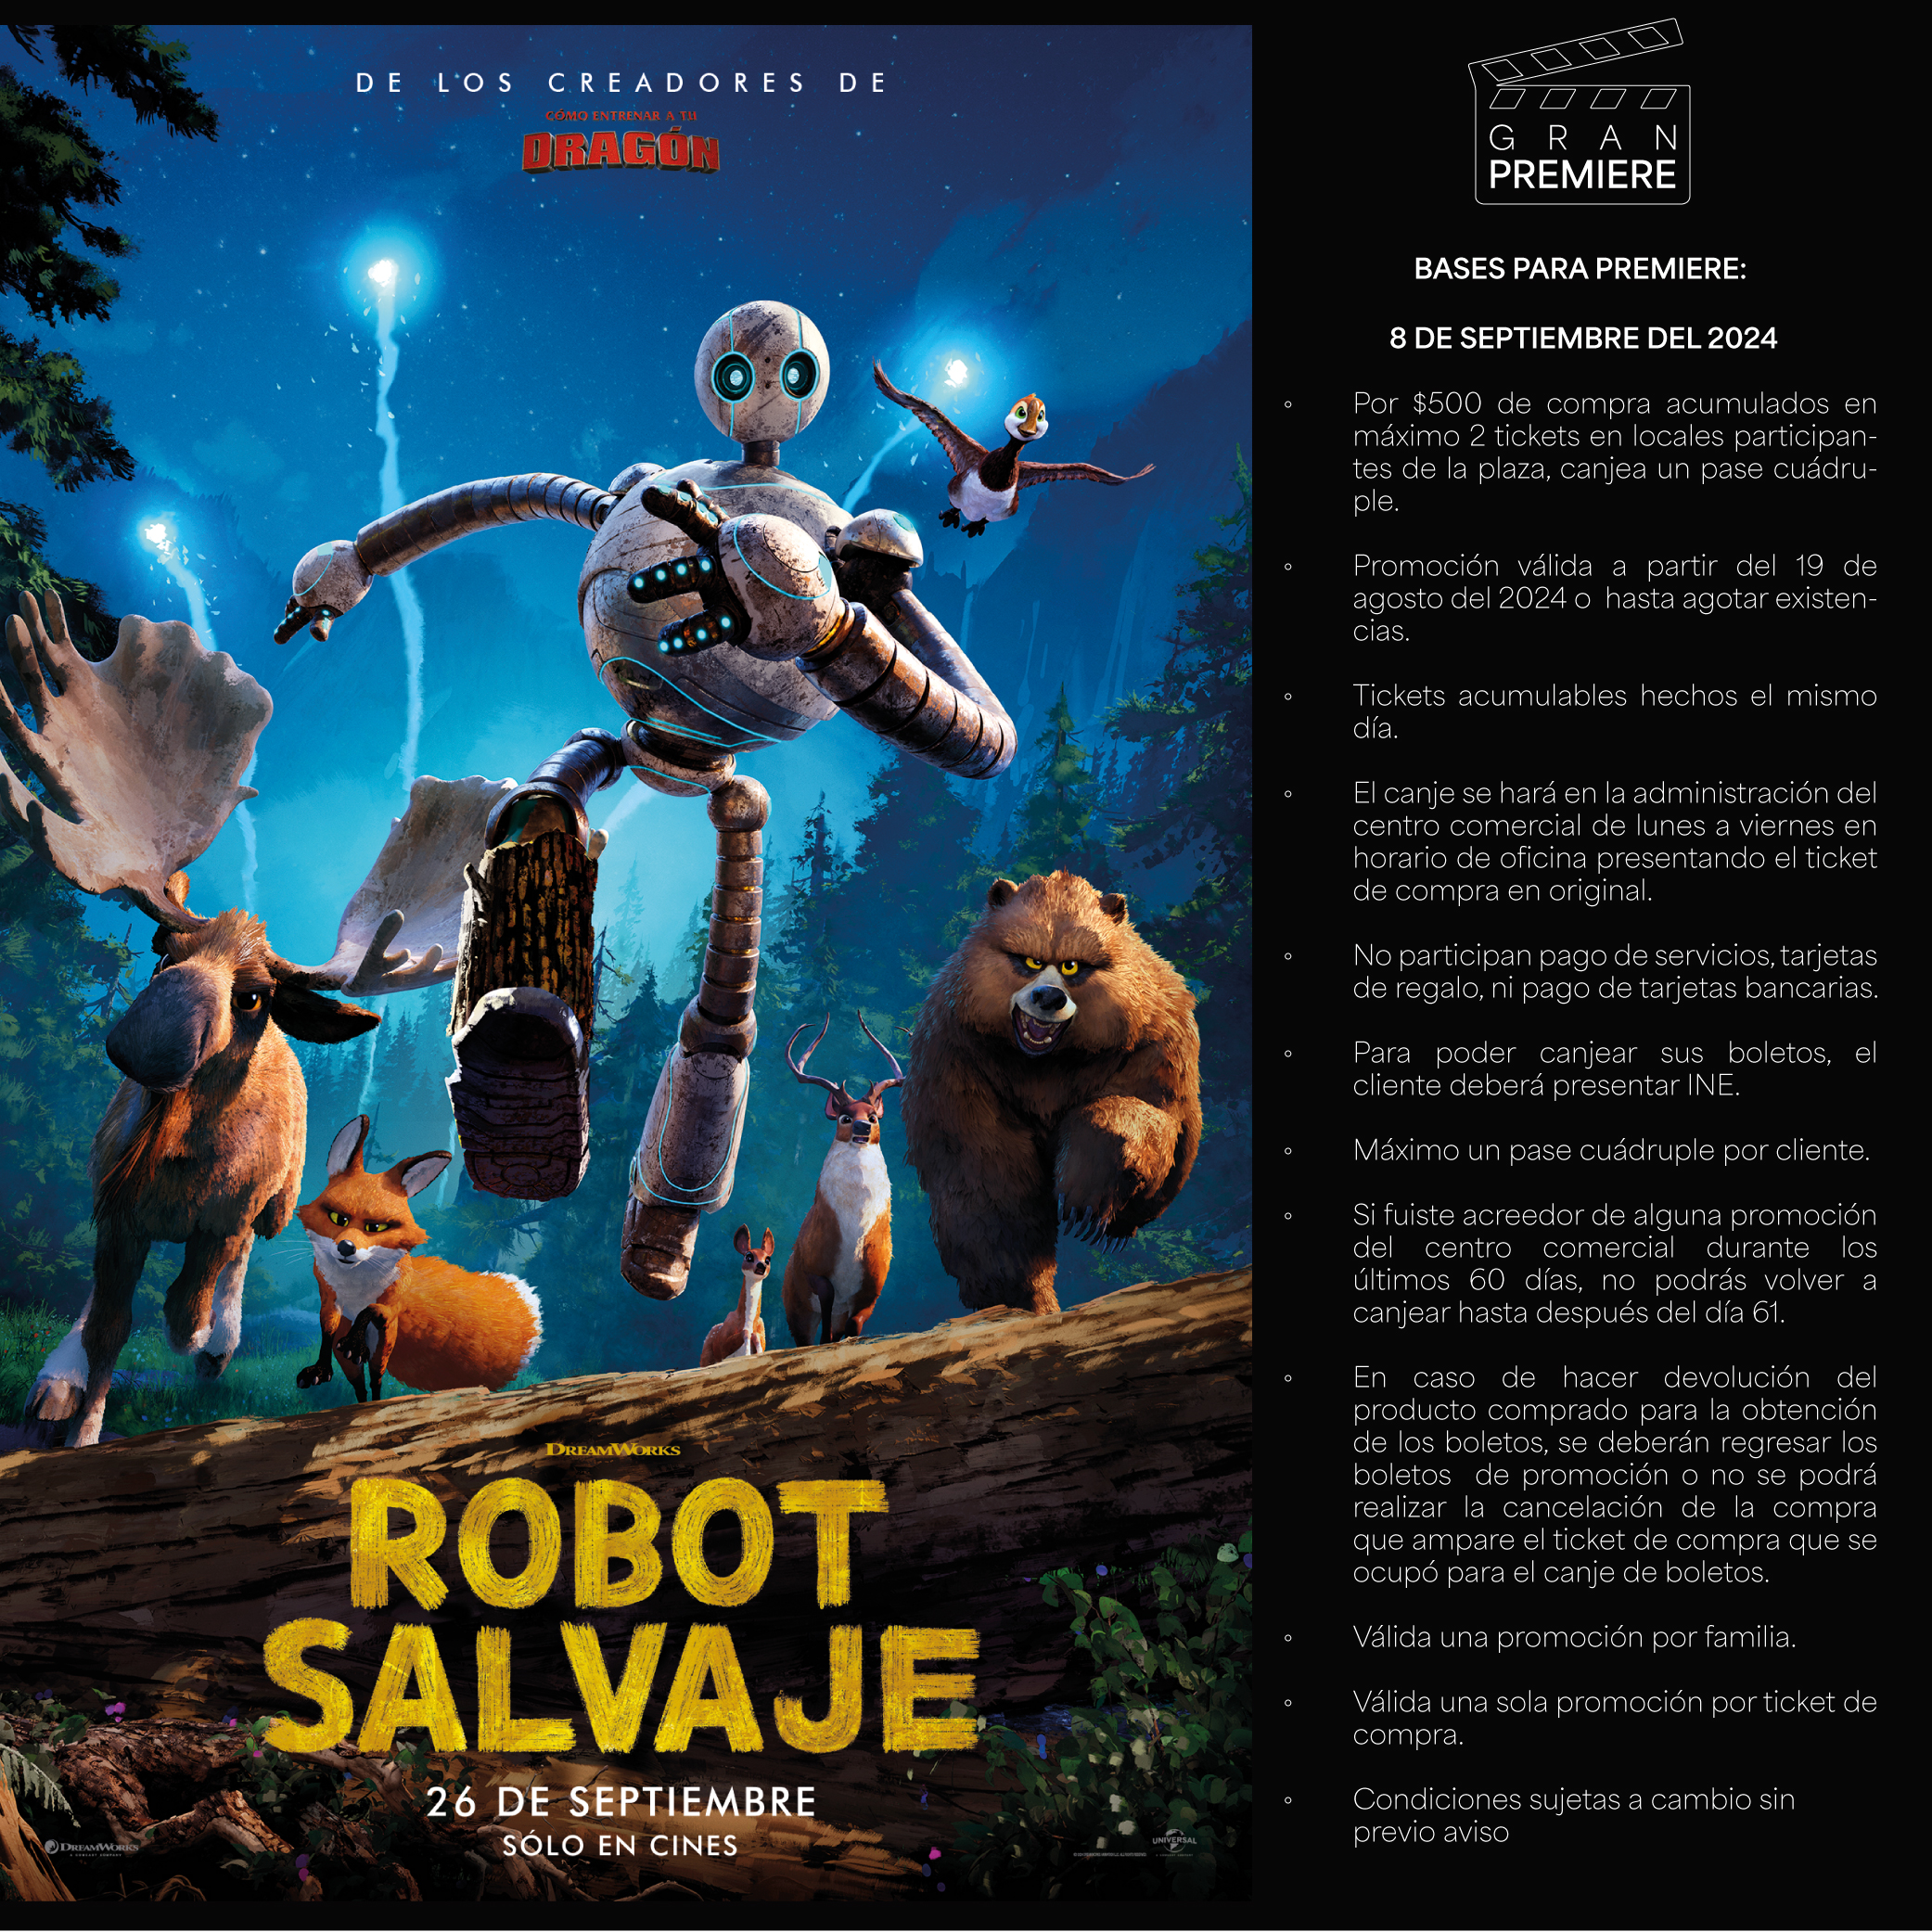 DE LOS CREADORES DE
CÓMO ENTRENAR A TU
DRAGÓN
DREAMWORKS
ROBOT
SALVAJE
26 DE SEPTIEMBRE
SÓLO EN CINES
DREAMWORKS
UNIVERSAL
GRAN
PREMIERE
BASES PARA PREMIERE:
8 DE SEPTIEMBRE DEL 2024
◦ Por $500 de compra acumulados en
máximo 2 tickets en locales participan-
tes de la plaza, canjea un pase cuádru-
ple.
◦ Promoción válida a partir del 19 de
agosto del 2024 o hasta agotar existen-
cias.
◦ Tickets acumulables hechos el mismo
día.
◦ El canje se hará en la administración del
centro comercial de lunes a viernes en
horario de oficina presentando el ticket
de compra en original.
◦ No participan pago de servicios, tarjetas
de regalo, ni pago de tarjetas bancarias.
◦ Para poder canjear sus boletos, el
cliente deberá presentar INE.
◦ Máximo un pase cuádruple por cliente.
◦ Si fuiste acreedor de alguna promoción
del centro comercial durante los
últimos 60 días, no podrás volver a
canjear hasta después del día 61.
◦ En caso de hacer devolución del
producto comprado para la obtención
de los boletos, se deberán regresar los
boletos de promoción o no se podrá
realizar la cancelación de la compra
que ampare el ticket de compra que se
ocupó para el canje de boletos.
◦ Válida una promoción por familia.
◦ Válida una sola promoción por ticket de
compra.
◦ Condiciones sujetas a cambio sin
previo aviso